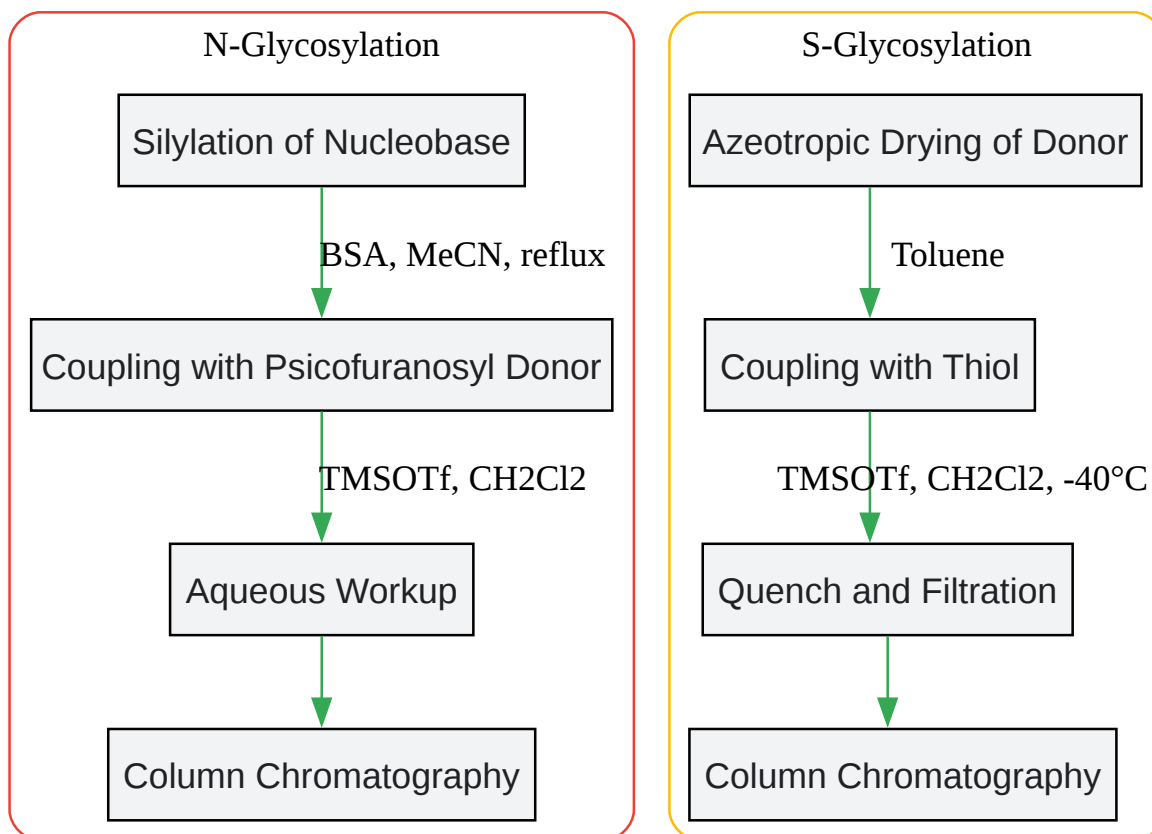 N-Glycosylation
Silylation of Nucleobase
BSA, MeCN, reflux
Coupling with Psicofuranosyl Donor
TMSOTf, CH2Cl2
Aqueous Workup
Column Chromatography
S-Glycosylation
Azeotropic Drying of Donor
Toluene
Coupling with Thiol
TMSOTf, CH2Cl2, -40°C
Quench and Filtration
Column Chromatography